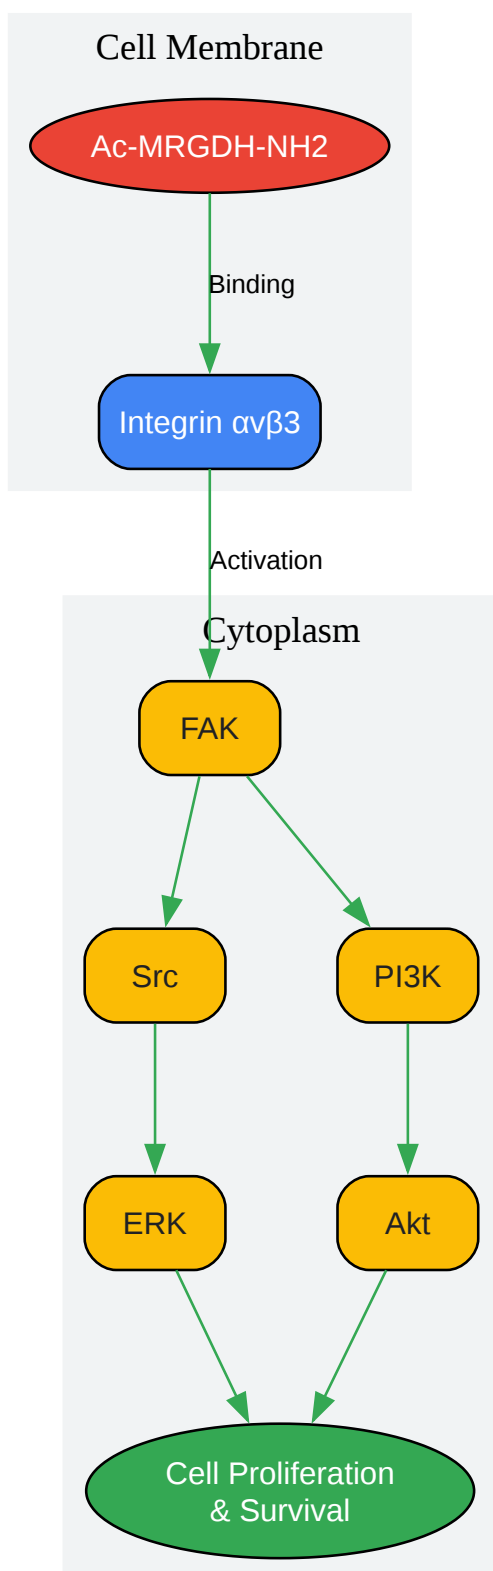 Cell Membrane
Ac-MRGDH-NH2
Binding
Integrin αvβ3
Activation
Cytoplasm
FAK
Src
PI3K
ERK
Akt
Cell Proliferation
& Survival